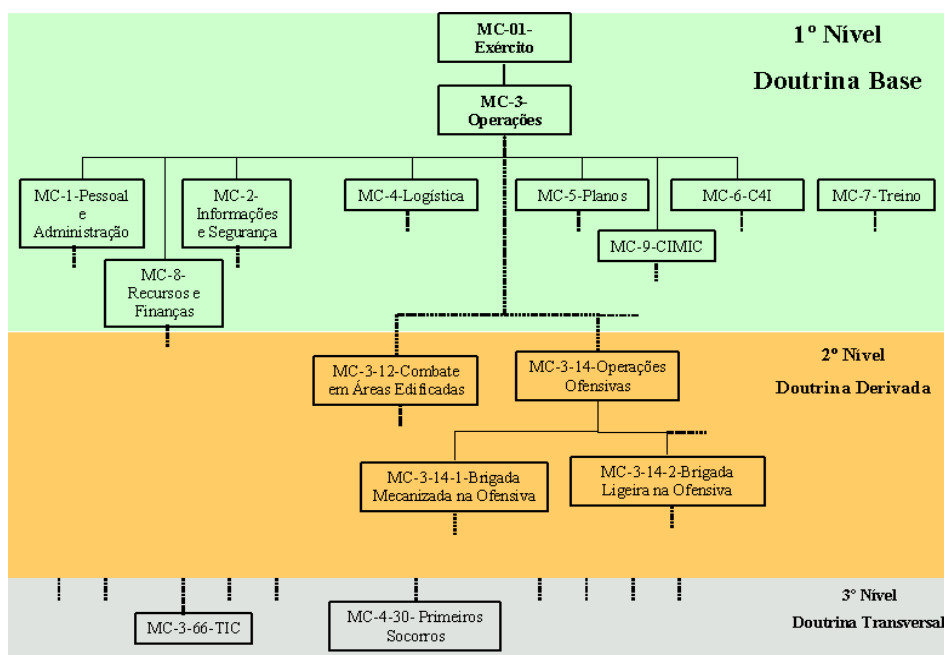 MC-01-
Exército
1º Nível
Doutrina Base
MC-3-
Operações
MC-1-Pessoal
e
Administração
MC-2-
Informações
e Segurança
MC-4-Logística
MC-5-Planos
MC-6-C4I
MC-7-Treino
MC-9-CIMIC
MC-8-
Recursos e
Finanças
2º Nível
Doutrina Derivada
MC-3-12-Combate
em Áreas Edificadas
MC-3-14-Operações
Ofensivas
MC-3-14-1-Brigada
Mecanizada na Ofensiva
MC-3-14-2-Brigada
Ligeira na Ofensiva
3º Nível
Doutrina Transversal
MC-3-66-TIC
MC-4-30- Primeiros
Socorros